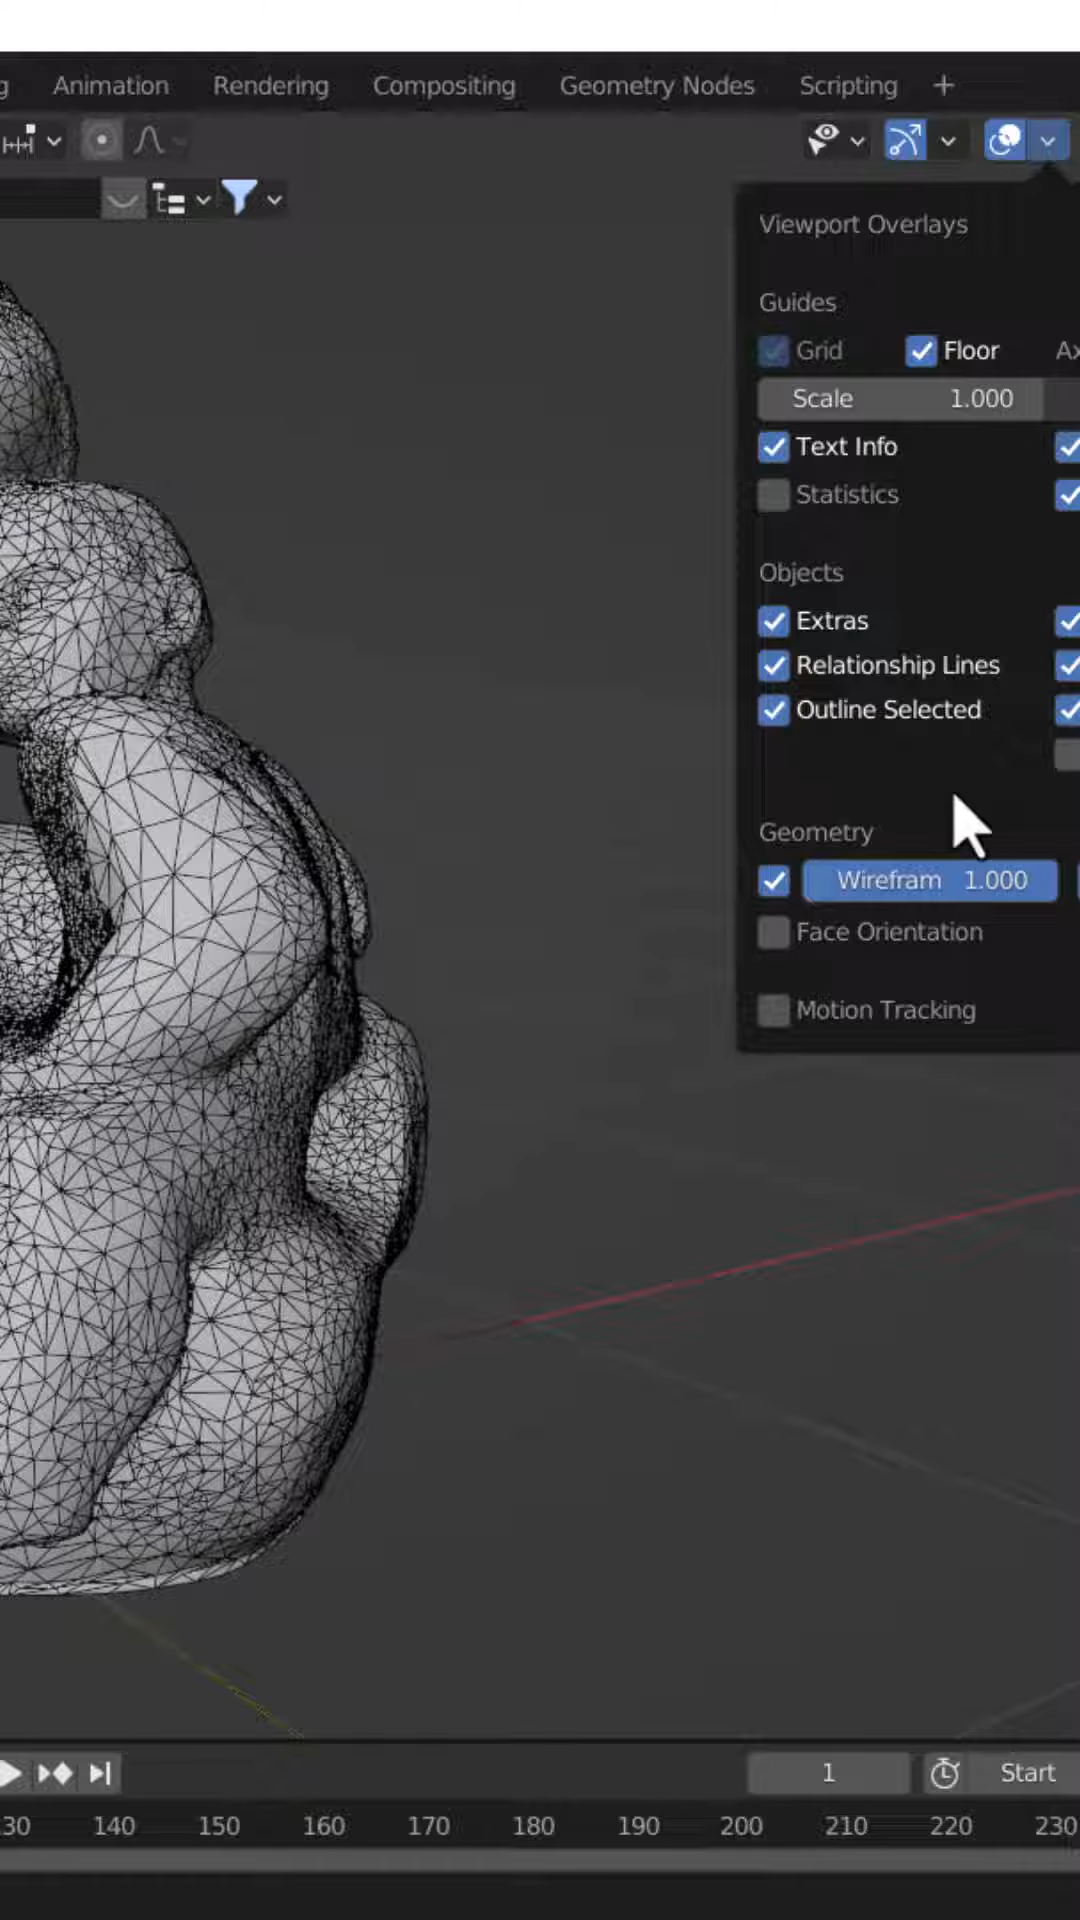 g Animation Rendering Compositing Geometry Nodes Scripting +
Viewport Overlays
Guides
Grid Floor Ax
Scale 1.000
Text Info
Statistics
Objects
Extras
Relationship Lines
Outline Selected
Geometry
Wirefram 1.000
Face Orientation
Motion Tracking
1 Start
30 140 150 160 170 180 190 200 210 220 230